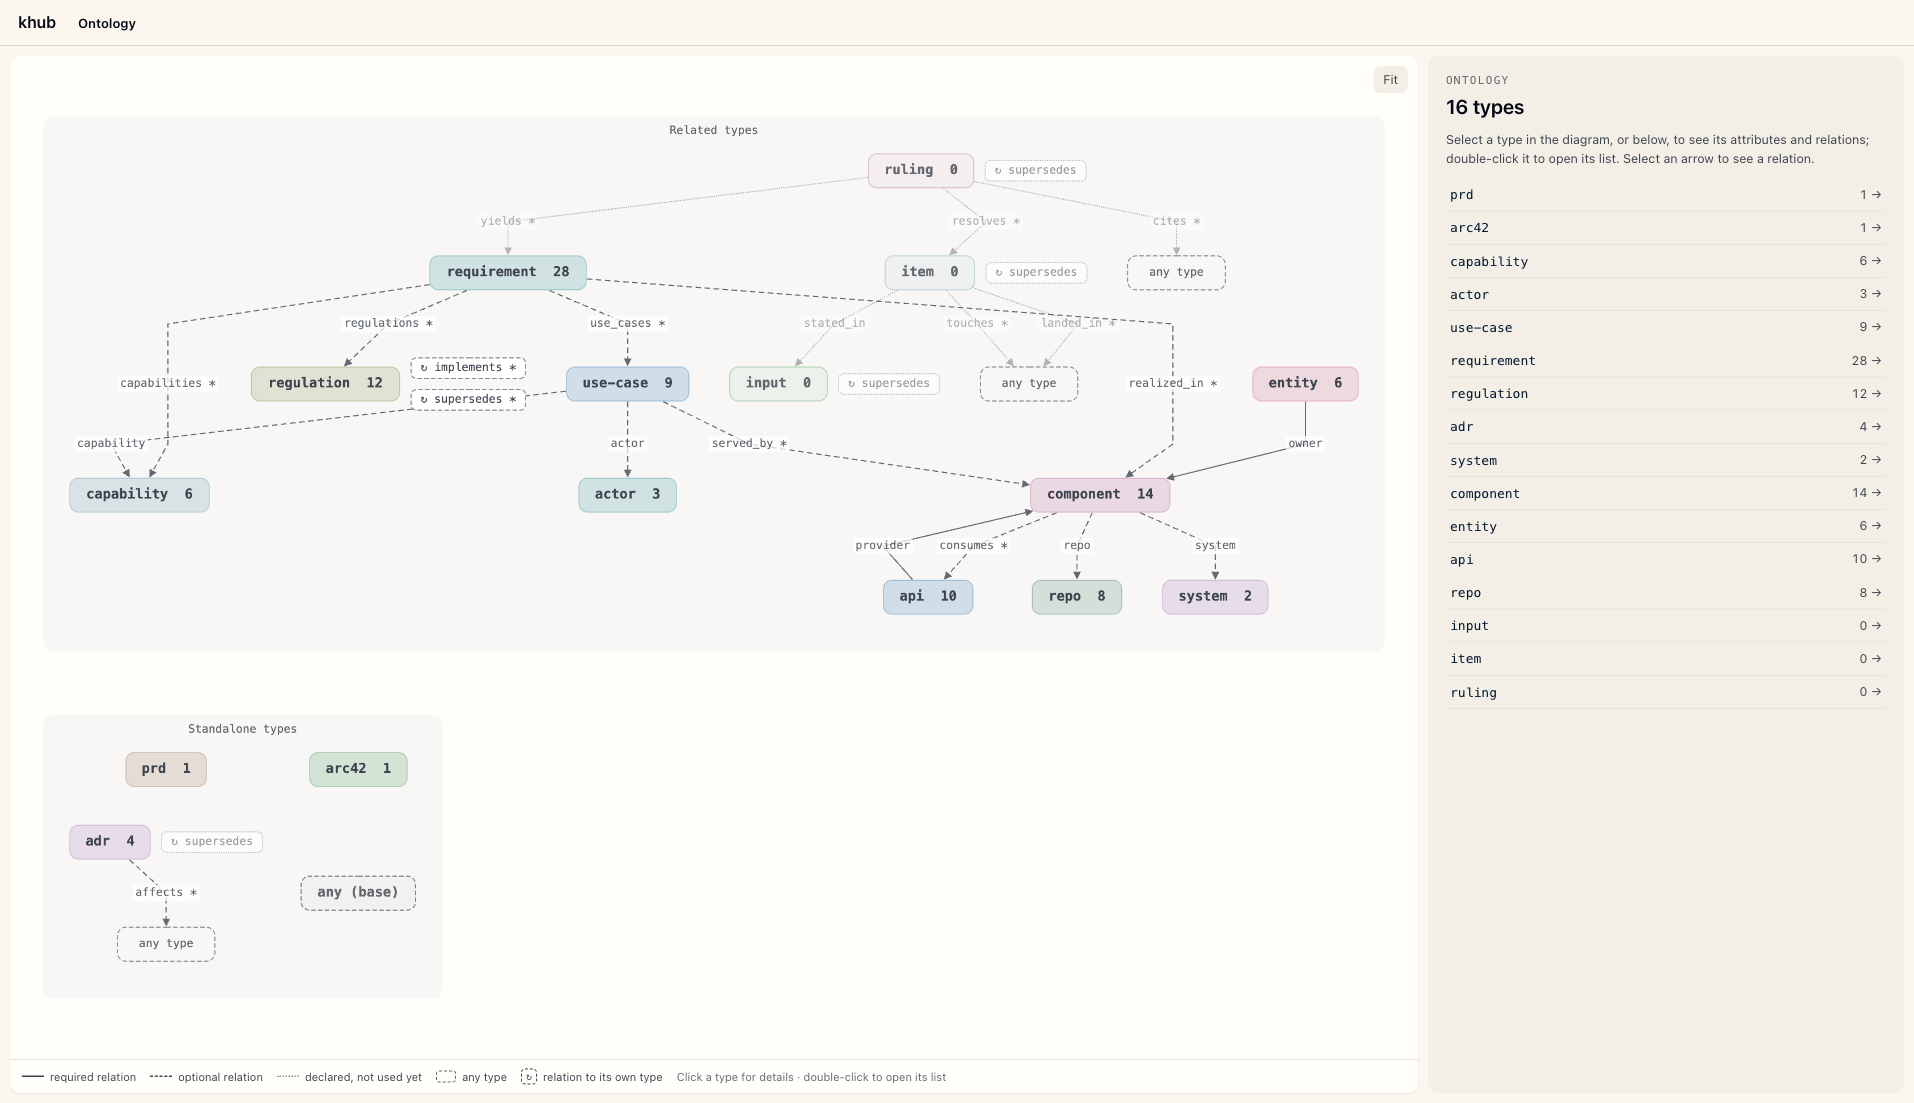 khub Ontology
Fit
Related types
ruling 0 ↻ supersedes
yields * resolves * cites *
requirement 28 item 0 ↻ supersedes any type
regulations * use_cases * stated_in touches * landed_in *
↻ implements *
capabilities * regulation 12 use-case 9 input 0 ↻ supersedes any type realized_in * entity 6
↻ supersedes *
capability actor served_by * owner
capability 6 actor 3 component 14
provider consumes * repo system
api 10 repo 8 system 2
Standalone types
prd 1 arc42 1
adr 4 ↻ supersedes
affects * any (base)
any type
required relation optional relation declared, not used yet any type ↻ relation to its own type Click a type for details · double-click to open its list
ONTOLOGY
16 types
Select a type in the diagram, or below, to see its attributes and relations;
double-click it to open its list. Select an arrow to see a relation.
prd 1 →
arc42 1 →
capability 6 →
actor 3 →
use-case 9 →
requirement 28 →
regulation 12 →
adr 4 →
system 2 →
component 14 →
entity 6 →
api 10 →
repo 8 →
input 0 →
item 0 →
ruling 0 →